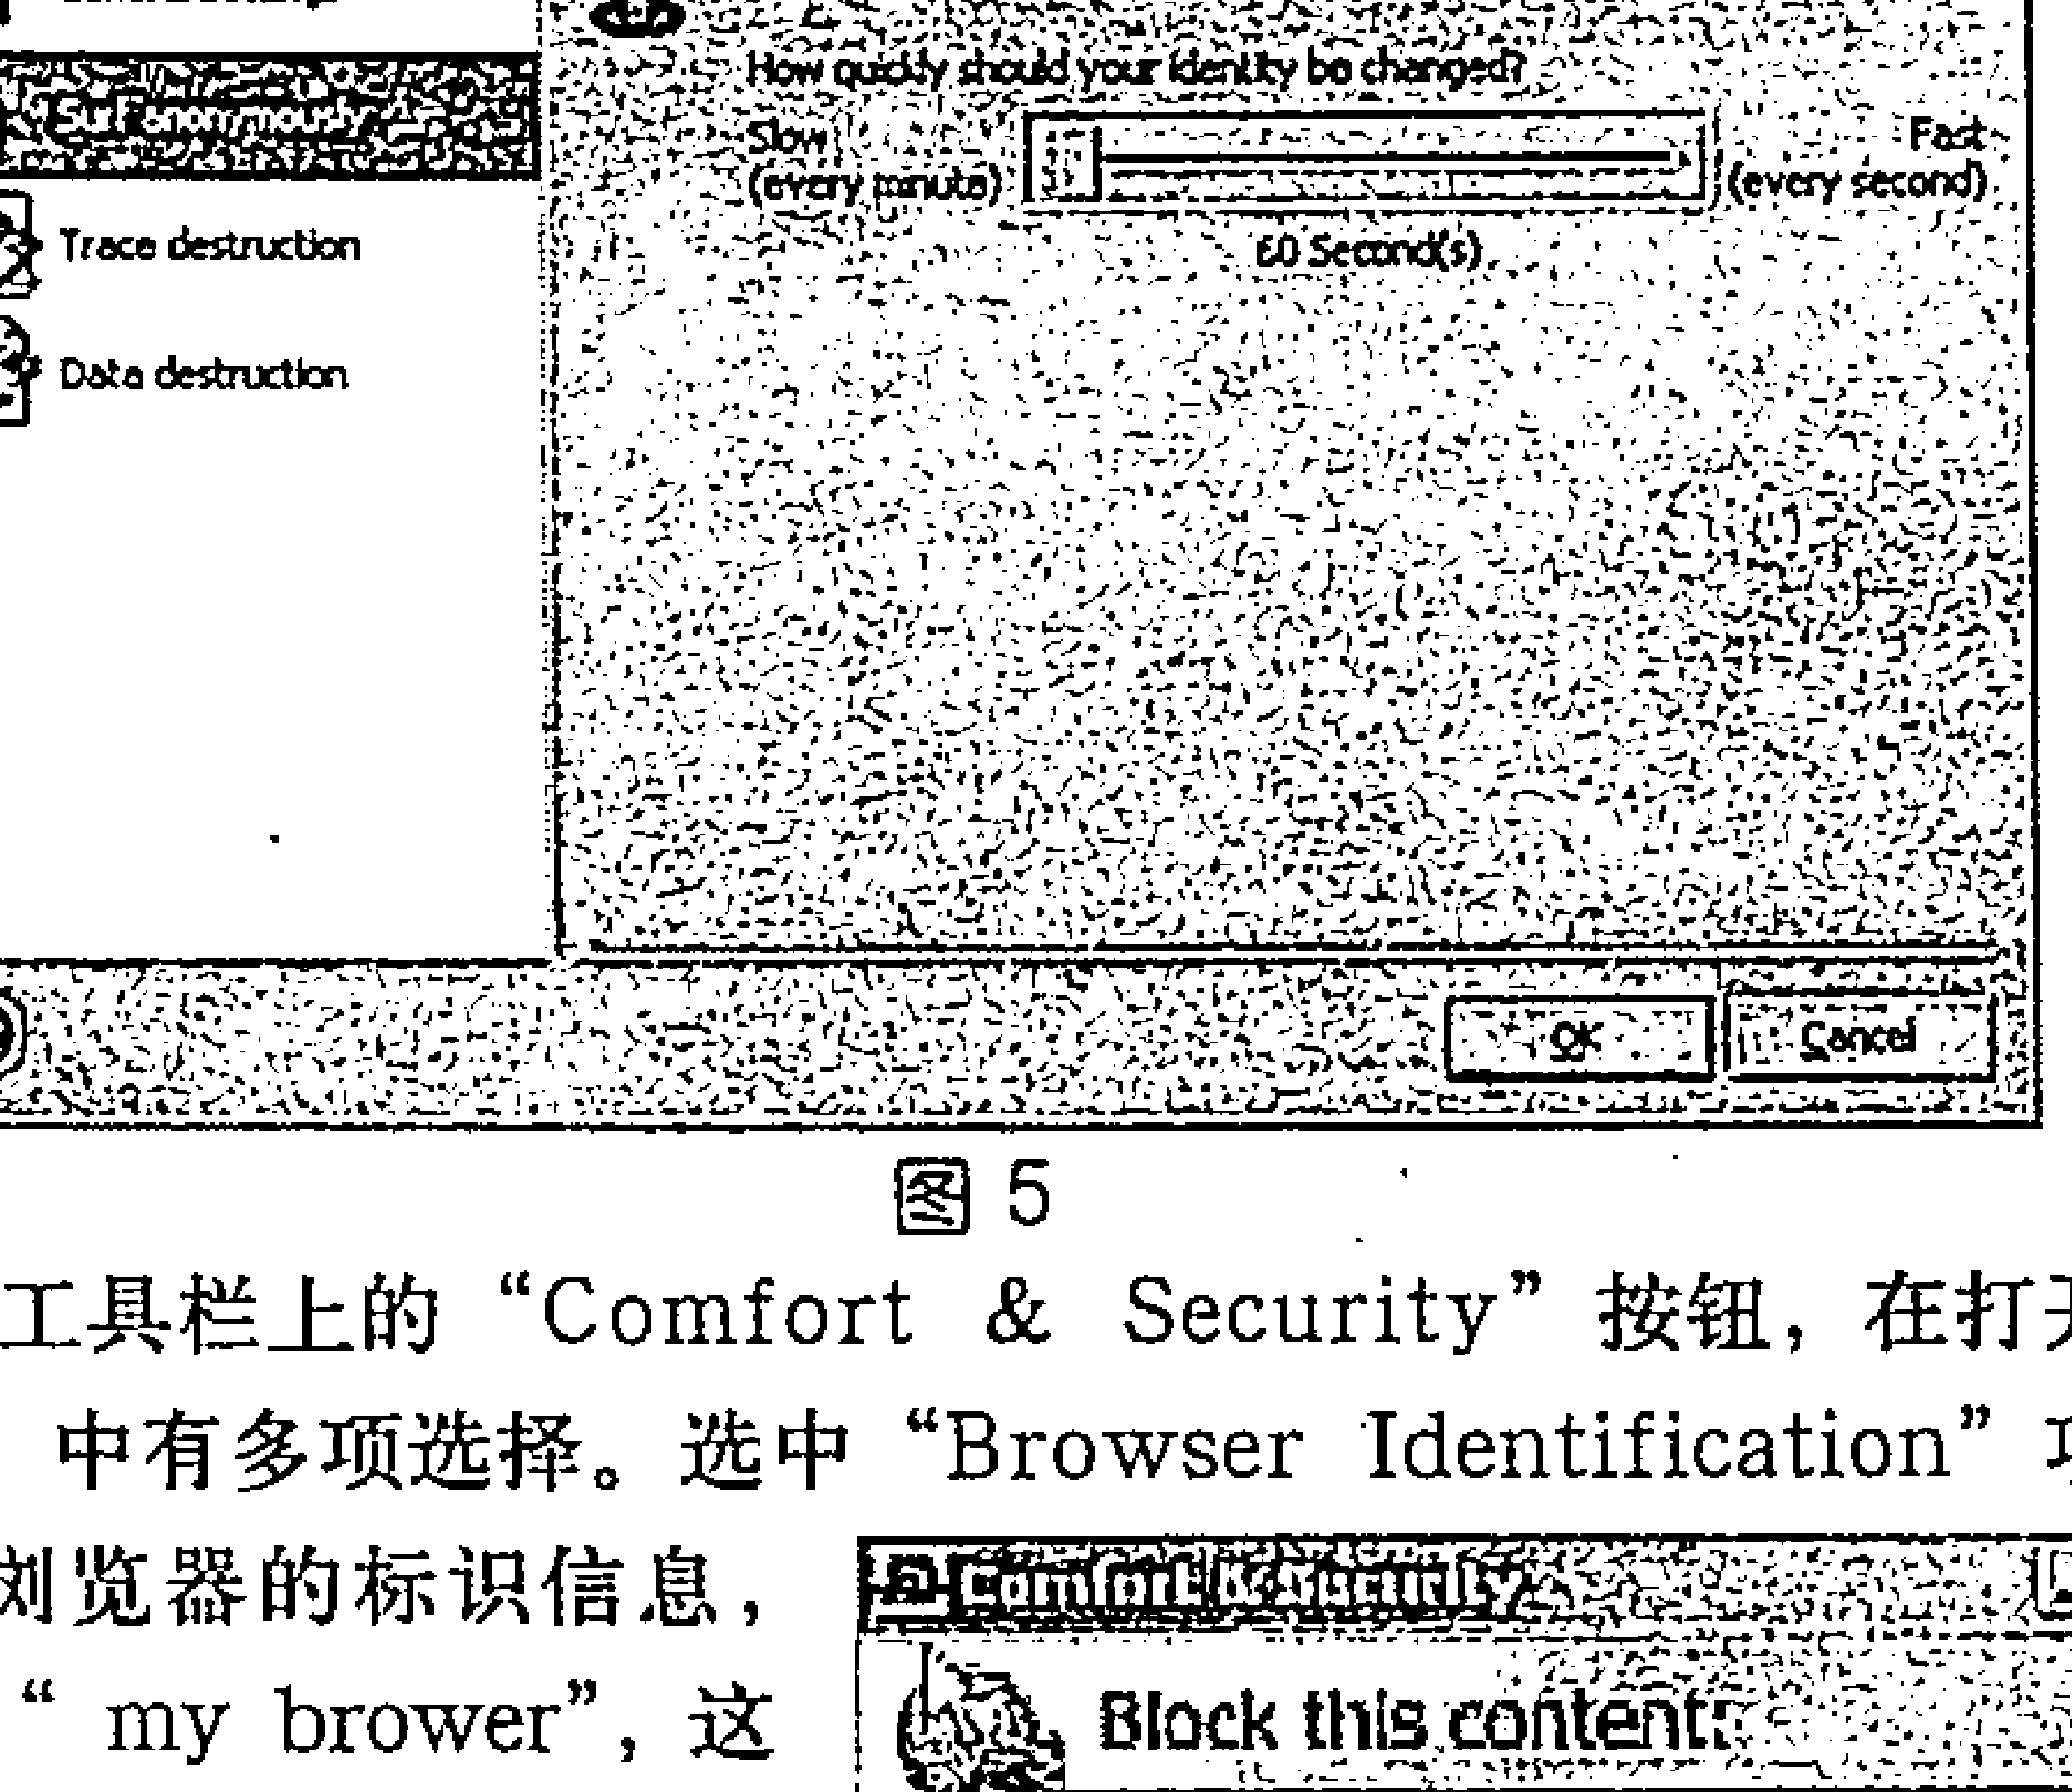 How quickly should your identity be changed?
Surf anonymously
Slow
Fast
(every minute)
(every second)
Trace destruction
60 Second(s)
Data destruction
OK
Cancel
图 5
工具栏上的 “Comfort & Security” 按钮，在打开
中有多项选择。选中 “Browser Identification”
浏览器的标识信息，
Comfort & Security
“ my brower”，这
Block this content: